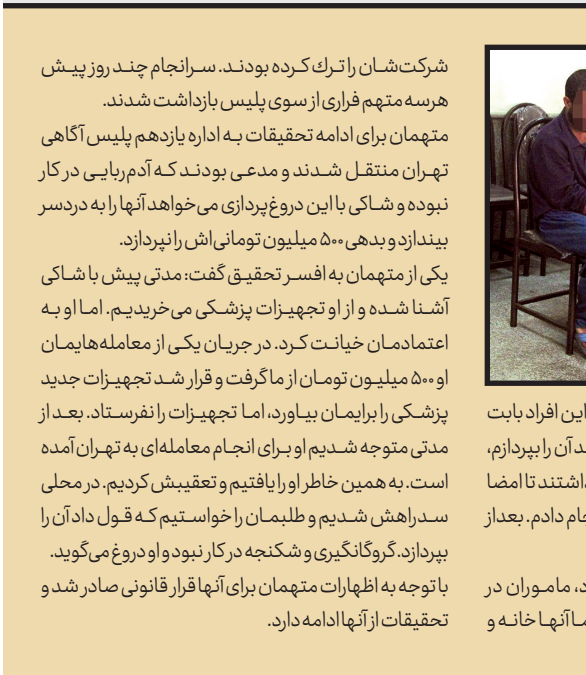 این افراد بابت
د آن را بپردازم،
داشتند تا امضا
جام دادم. بعد از
د، ماموران در
ما آنها خانه و
شرکت‌شان را ترك کرده بودند. سرانجام چند روز پیش
هر سه متهم فراری از سوی پلیس بازداشت شدند.
متهمان برای ادامه تحقیقات به اداره یازدهم پلیس آگاهی
تهران منتقل شدند و مدعی بودند که آدم‌ربایی در کار
نبوده و شاکی با این دروغ‌پردازی می‌خواهد آنها را به دردسر
بیندازد و بدهی ۵۰۰ میلیون تومانی‌اش را نپردازد.
یکی از متهمان به افسر تحقیق گفت: مدتی پیش با شاکی
آشنا شده و از او تجهیزات پزشکی می‌خریدیم. اما او به
اعتمادمان خیانت کرد. در جریان یکی از معامله‌هایمان
او ۵۰۰ میلیون تومان از ما گرفت و قرار شد تجهیزات جدید
پزشکی را برایمان بیاورد، اما تجهیزات را نفرستاد. بعد از
مدتی متوجه شدیم او برای انجام معامله‌ای به تهران آمده
است. به همین خاطر او را یافتیم و تعقیبش کردیم. در محلی
سد راهش شدیم و طلبمان را خواستیم که قول داد آن را
بپردازد. گروگانگیری و شکنجه در کار نبود و او دروغ می‌گوید.
با توجه به اظهارات متهمان برای آنها قرار قانونی صادر شد و
تحقیقات از آنها ادامه دارد.